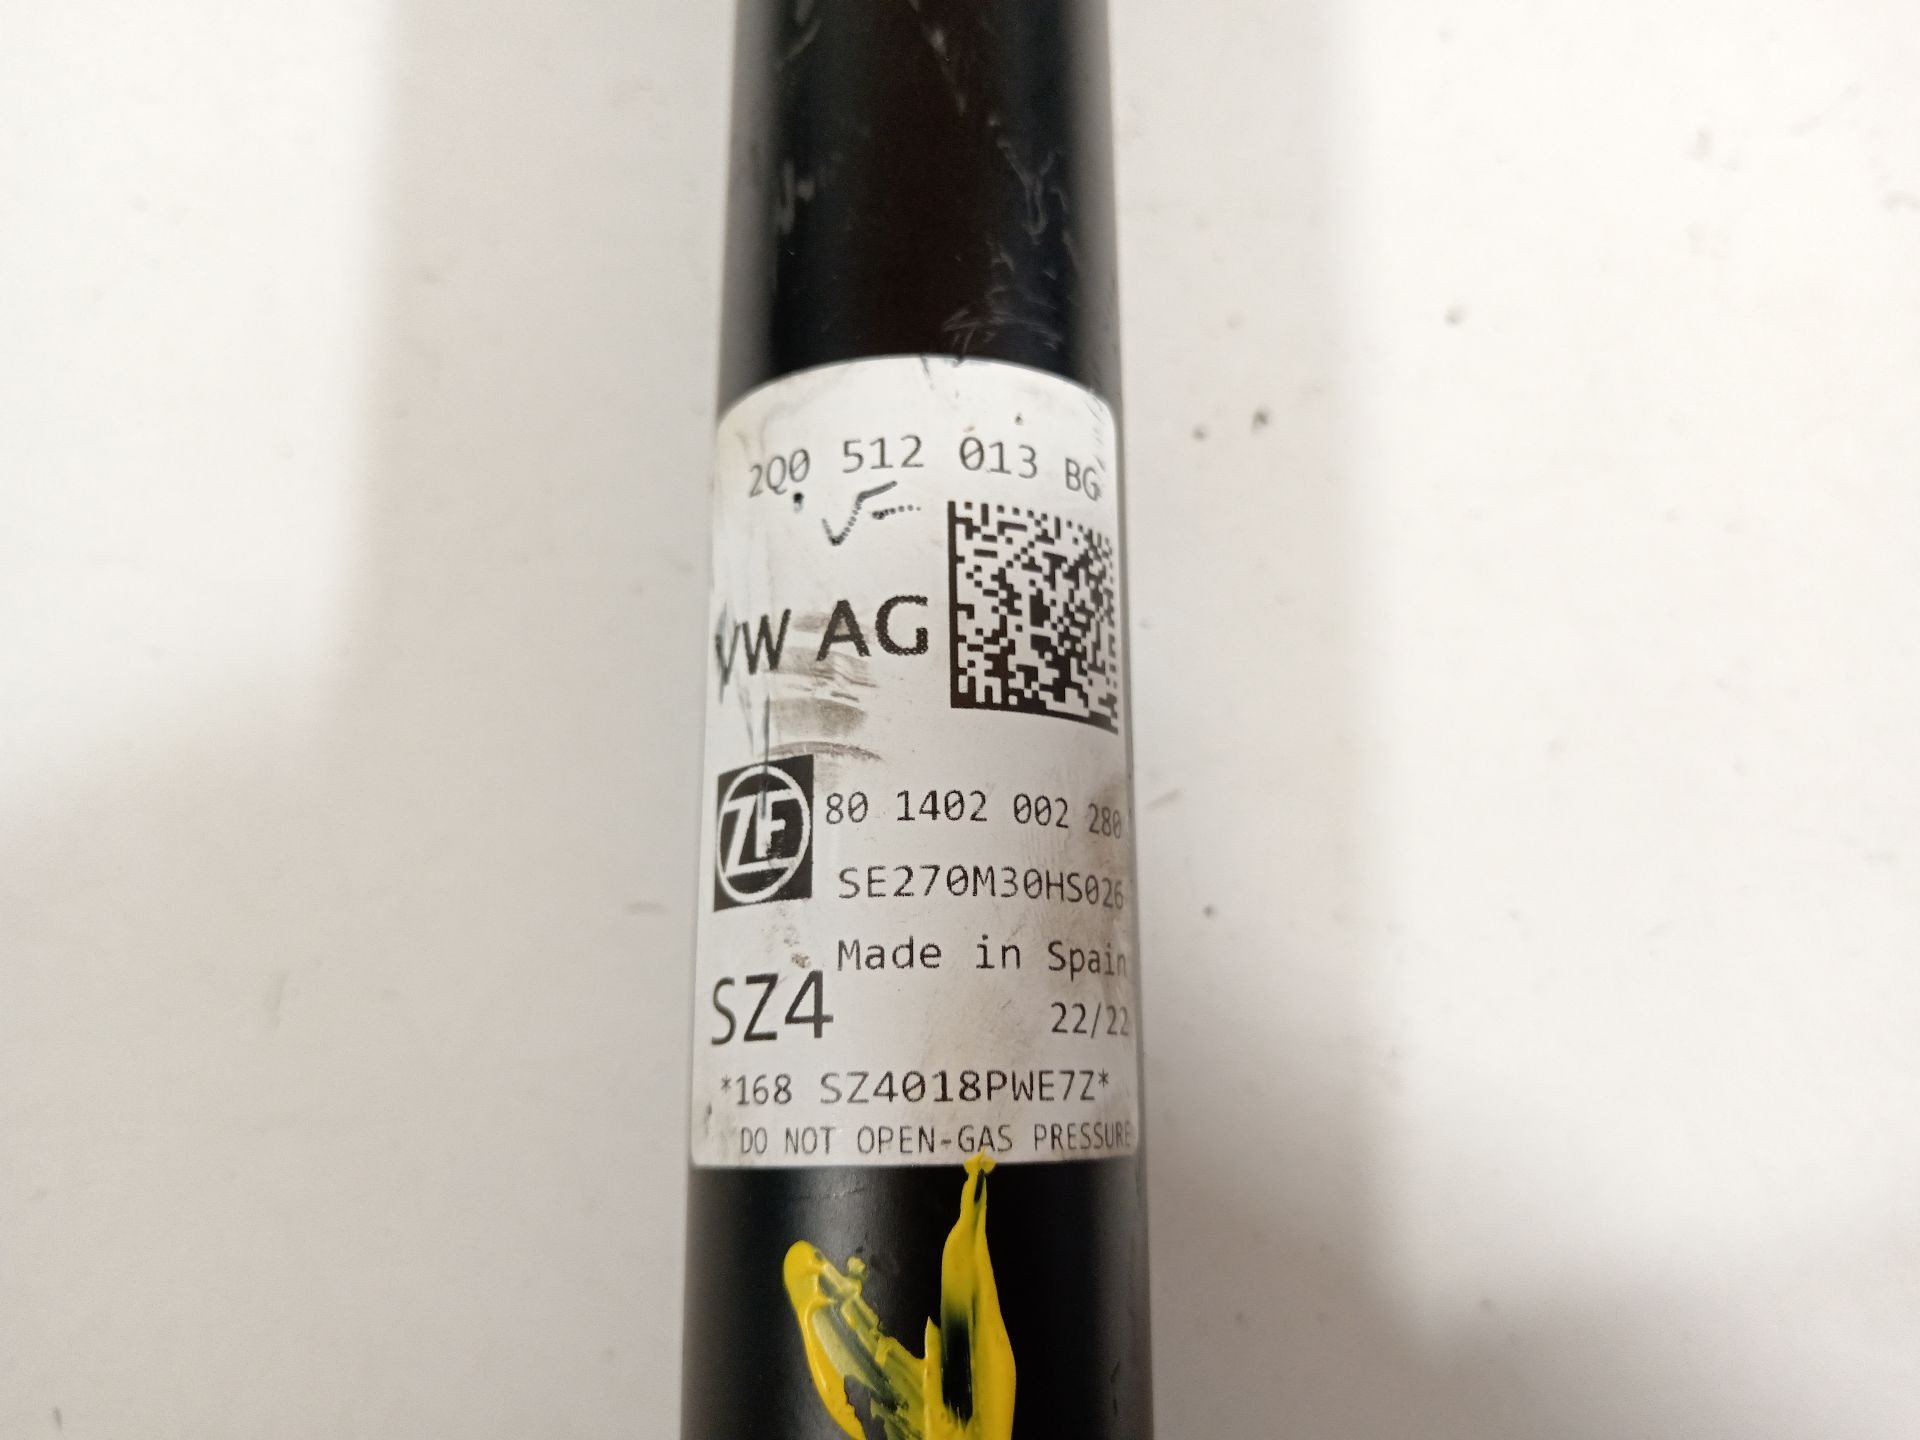 2Q0 512 013 BG
VW AG
ZF
80 1402 002 280
SE270M30HS026
Made in Spain
SZ4
22/22
*168 SZ4018PWE7Z*
DO NOT OPEN-GAS PRESSURE